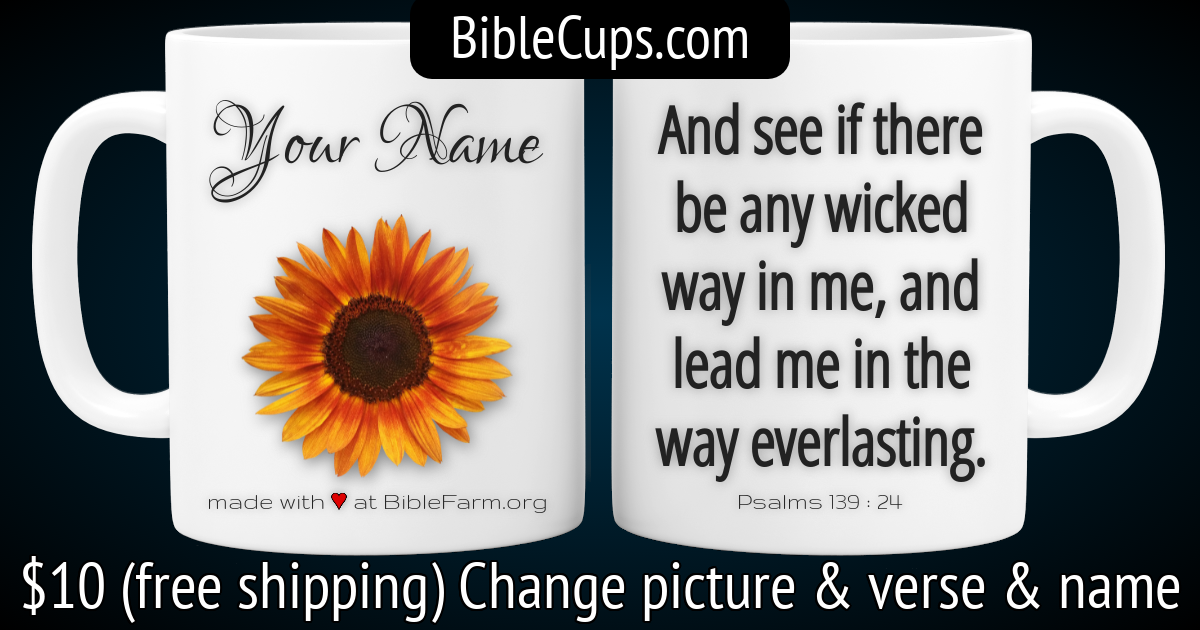 BibleCups.com
Your Name
made with ♥ at BibleFarm.org
And see if there
be any wicked
way in me, and
lead me in the
way everlasting.
Psalms 139 : 24
$10 (free shipping) Change picture & verse & name